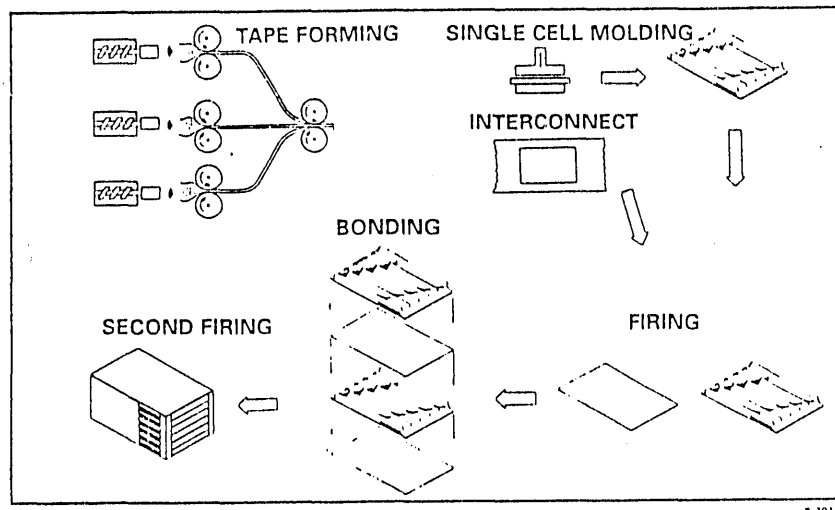 TAPE FORMING
SINGLE CELL MOLDING
INTERCONNECT
BONDING
SECOND FIRING
FIRING